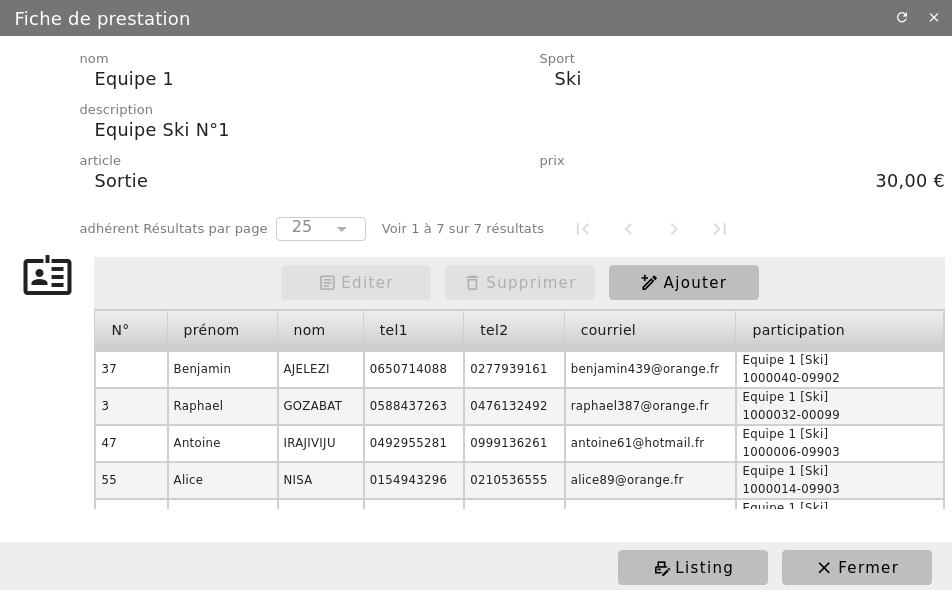 Fiche de prestation
nom
Equipe 1
Sport
Ski
description
Equipe Ski N°1
article
Sortie
prix
30,00 €
adhérent Résultats par page 25 Voir 1 à 7 sur 7 résultats
Editer Supprimer Ajouter
N° prénom nom tel1 tel2 courriel participation
37 Benjamin AJELEZI 0650714088 0277939161 benjamin439@orange.fr Equipe 1 [Ski]
1000040-09902
3 Raphael GOZABAT 0588437263 0476132492 raphael387@orange.fr Equipe 1 [Ski]
1000032-00099
47 Antoine IRAJIVIJU 0492955281 0999136261 antoine61@hotmail.fr Equipe 1 [Ski]
1000006-09903
55 Alice NISA 0154943296 0210536555 alice89@orange.fr Equipe 1 [Ski]
1000014-09903
Equipe 1 [Ski]
Listing Fermer